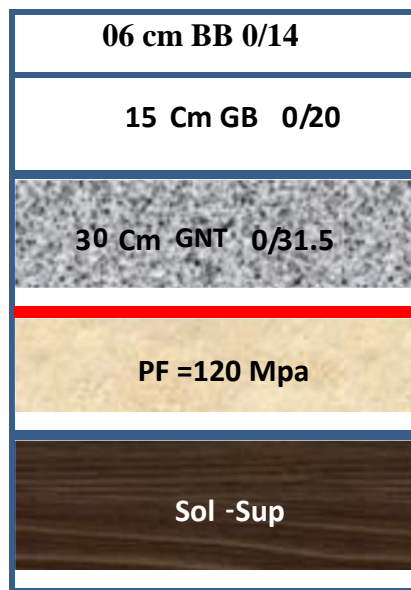 06 cm BB 0/14
15 Cm GB 0/20
30 Cm GNT 0/31.5
PF =120 Mpa
Sol -Sup